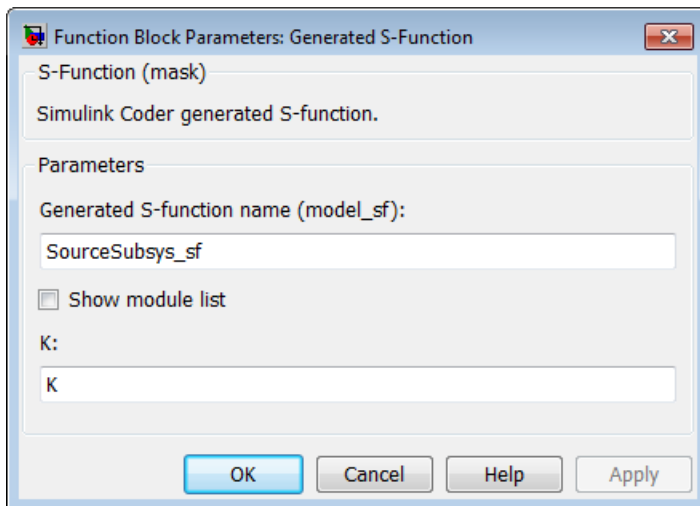 Function Block Parameters: Generated S-Function
S-Function (mask)
Simulink Coder generated S-function.
Parameters
Generated S-function name (model_sf):
SourceSubsys_sf
Show module list
K:
K
OK Cancel Help Apply